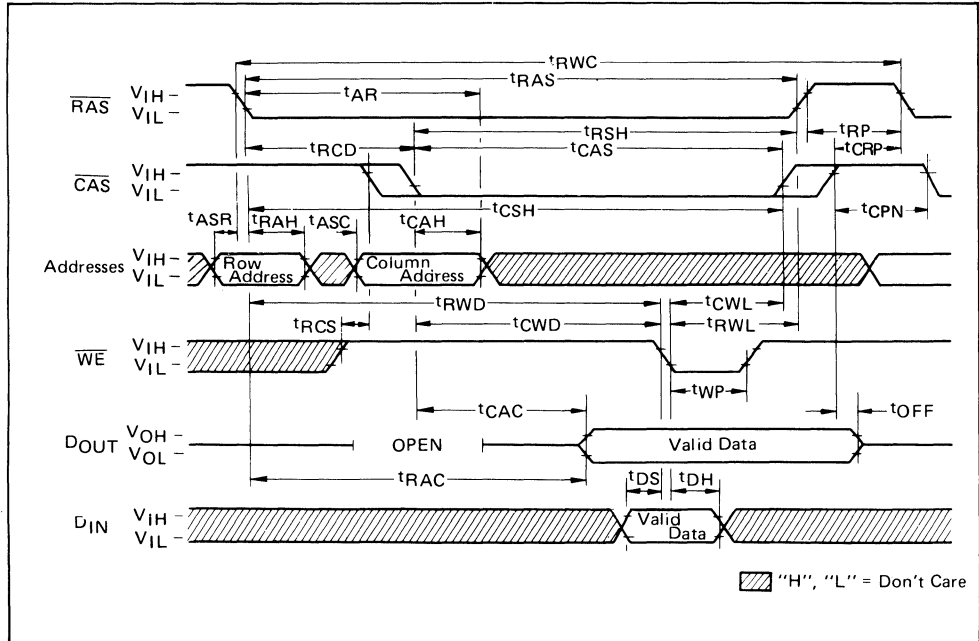 tRWC
tRAS
tAR
RAS VIH
VIL
tRSH
tRP
tRCD
tCAS
tCRP
CAS VIH
VIL
tCSH
tCPN
tASR tRAH tASC tCAH
Addresses VIH
VIL
Row Address
Column Address
tRWD
tCWL
tRCS
tCWD
tRWL
WE VIH
VIL
tWP
tCAC
tOFF
DOUT VOH
VOL
OPEN
Valid Data
tRAC
tDS tDH
DIN VIH
VIL
Valid Data
"H", "L" = Don't Care